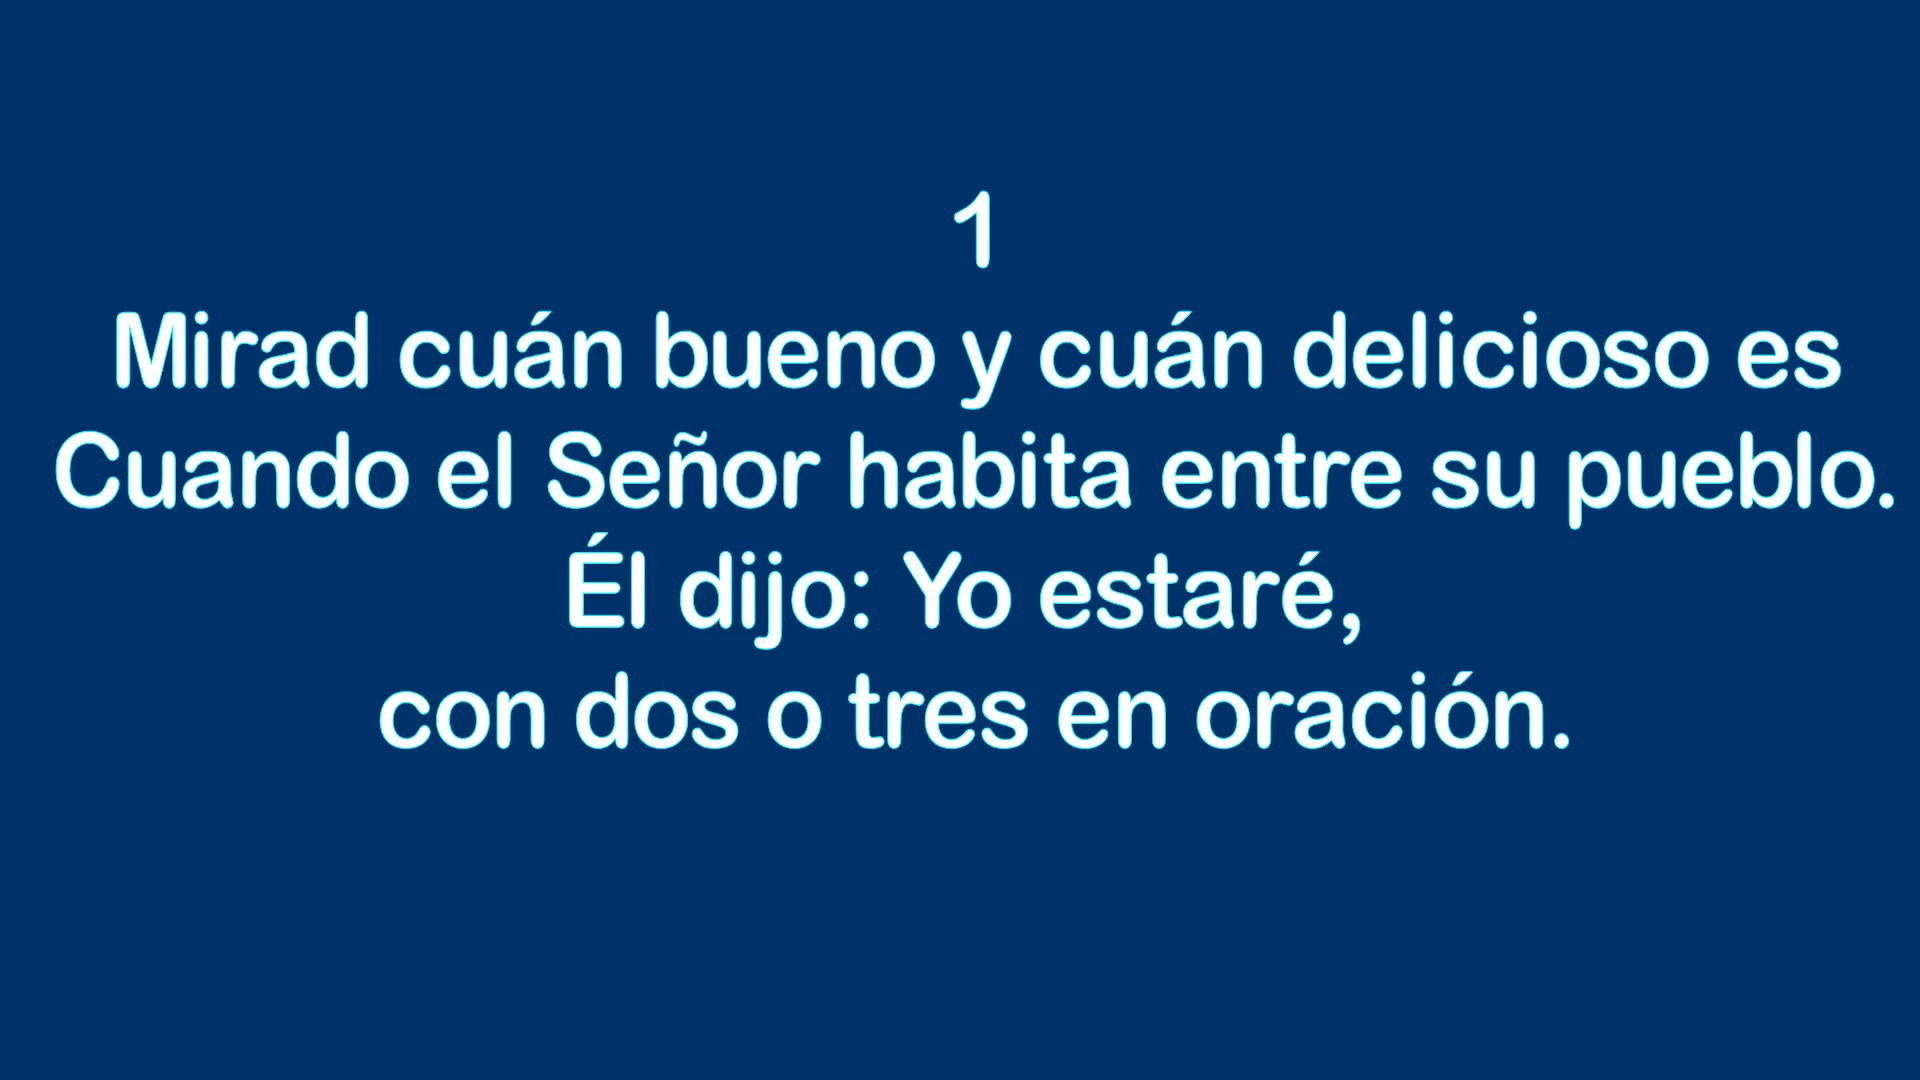 1
Mirad cuán bueno y cuán delicioso es
Cuando el Señor habita entre su pueblo.
Él dijo: Yo estaré,
con dos o tres en oración.